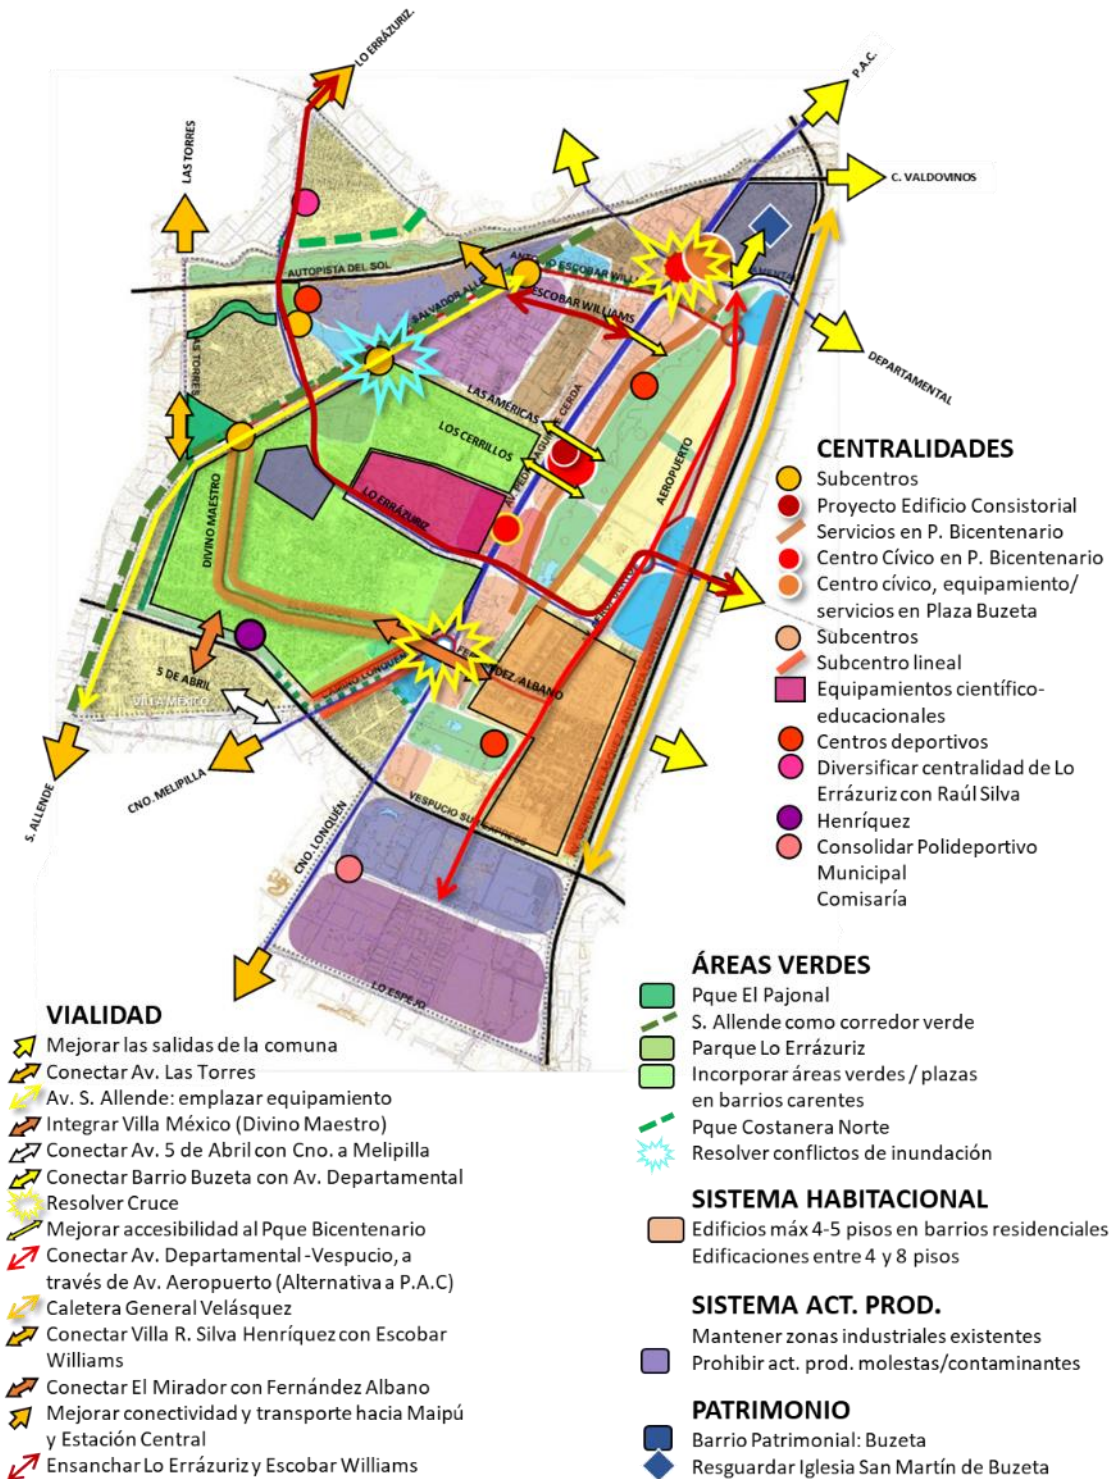 LO ERRÁZURIZ.
P.A.C.
LAS TORRES
C. VALDOVINOS
AUTOPISTA DEL SOL
SALVADOR ALLE
ESCOBAR WILLIAMS
DEPARTAMENTAL
LAS AMÉRICAS
LOS CERRILLOS
AEROPUERTO
LO ERRÁZURIZ
DIVINO MAESTRO
5 DE ABRIL
VILLA MÉXICO
S. ALLENDE
CNO. MELIPILLA
CNO. LONQUÉN
VESPUCIO SUR EXPRESS
LO ESPEJO
CENTRALIDADES
Subcentros
Proyecto Edificio Consistorial
Servicios en P. Bicentenario
Centro Cívico en P. Bicentenario
Centro cívico, equipamiento/
servicios en Plaza Buzeta
Subcentros
Subcentro lineal
Equipamientos científico-
educacionales
Centros deportivos
Diversificar centralidad de Lo
Errázuriz con Raúl Silva
Henríquez
Consolidar Polideportivo
Municipal
Comisaría
ÁREAS VERDES
Pque El Pajonal
S. Allende como corredor verde
Parque Lo Errázuriz
Incorporar áreas verdes / plazas
en barrios carentes
Pque Costanera Norte
Resolver conflictos de inundación
SISTEMA HABITACIONAL
Edificios máx 4-5 pisos en barrios residenciales
Edificaciones entre 4 y 8 pisos
SISTEMA ACT. PROD.
Mantener zonas industriales existentes
Prohibir act. prod. molestas/contaminantes
PATRIMONIO
Barrio Patrimonial: Buzeta
Resguardar Iglesia San Martín de Buzeta
VIALIDAD
Mejorar las salidas de la comuna
Conectar Av. Las Torres
Av. S. Allende: emplazar equipamiento
Integrar Villa México (Divino Maestro)
Conectar Av. 5 de Abril con Cno. a Melipilla
Conectar Barrio Buzeta con Av. Departamental
Resolver Cruce
Mejorar accesibilidad al Pque Bicentenario
Conectar Av. Departamental -Vespucio, a
través de Av. Aeropuerto (Alternativa a P.A.C)
Caletera General Velásquez
Conectar Villa R. Silva Henríquez con Escobar
Williams
Conectar El Mirador con Fernández Albano
Mejorar conectividad y transporte hacia Maipú
y Estación Central
Ensanchar Lo Errázuriz y Escobar Williams